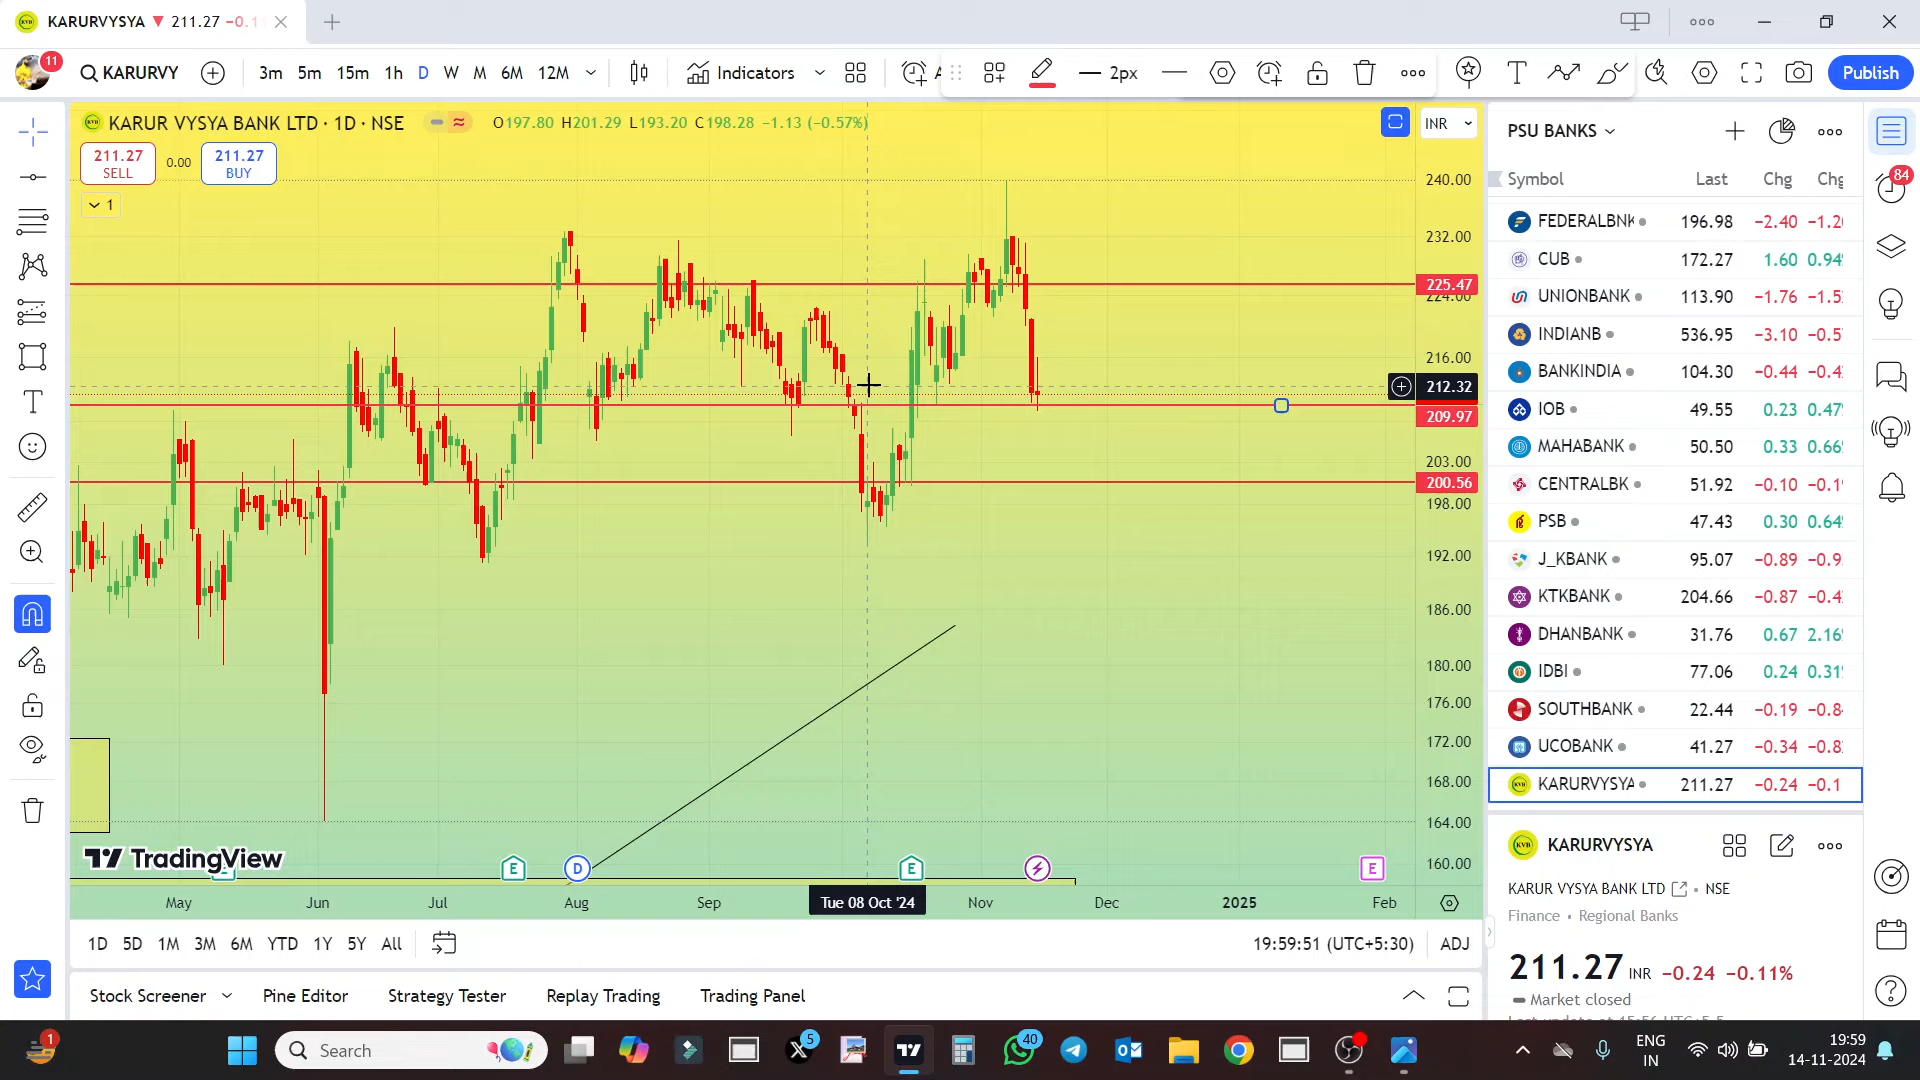 KARURVYSYA ▼ 211.27
11
KARURVY
3m 5m 15m 1h D W M 6M 12M
Indicators
2px
Publish
KARUR VYSYA BANK LTD · 1D · NSE
O197.80 H201.29 L193.20 C198.28 −1.13 (−0.57%)
INR
211.27
SELL
0.00
211.27
BUY
1
240.00
232.00
225.47
224.00
216.00
212.32
209.97
203.00
200.56
198.00
192.00
186.00
180.00
176.00
172.00
168.00
164.00
160.00
TradingView
E D E E
May Jun Jul Aug Sep Tue 08 Oct '24 Nov Dec 2025 Feb
1D 5D 1M 3M 6M YTD 1Y 5Y All
19:59:51 (UTC+5:30) ADJ
Stock Screener Pine Editor Strategy Tester Replay Trading Trading Panel
PSU BANKS
84
Symbol Last Chg
FEDERALBNK 196.98 −2.40
CUB 172.27 1.60
UNIONBANK 113.90 −1.76
INDIANB 536.95 −3.10
BANKINDIA 104.30 −0.44
IOB 49.55 0.23
MAHABANK 50.50 0.33
CENTRALBK 51.92 −0.10
PSB 47.43 0.30
J_KBANK 95.07 −0.89
KTKBANK 204.66 −0.87
DHANBANK 31.76 0.67
IDBI 77.06 0.24
SOUTHBANK 22.44 −0.19
UCOBANK 41.27 −0.34
KARURVYSYA 211.27 −0.24
KARURVYSYA
KARUR VYSYA BANK LTD • NSE
Finance • Regional Banks
211.27 INR −0.24 −0.11%
Market closed
1
Search
5
40
ENG
IN
19:59
14-11-2024